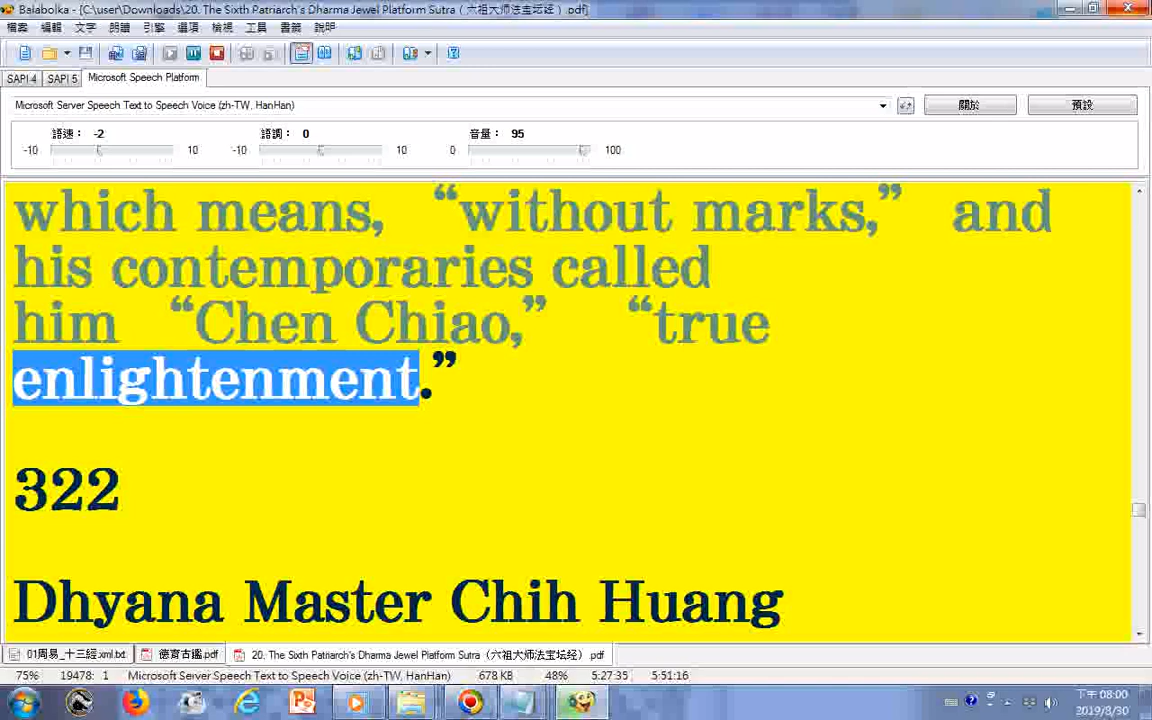 Balabolka - [C:\user\Downloads\20. The Sixth Patriarch's Dharma Jewel Platform Sutra（六祖大师法宝坛经）.pdf]
檔案 編輯 文字 朗讀 引擎 選項 檢視 工具 書籤 說明
SAPI 4 SAPI 5 Microsoft Speech Platform
Microsoft Server Speech Text to Speech Voice (zh-TW, HanHan) 關於 預設
語速： -2 語調： 0 音量： 95
-10 10 -10 10 0 100
which means, “without marks,” and
his contemporaries called
him “Chen Chiao,” “true
enlightenment.”
322
Dhyana Master Chih Huang
01周易_十三經.xml.txt 德育古鑑.pdf 20. The Sixth Patriarch's Dharma Jewel Platform Sutra（六祖大师法宝坛经）.pdf
75% 19478: 1 Microsoft Server Speech Text to Speech Voice (zh-TW, HanHan) 678 KB 48% 5:27:35 5:51:16
下午 08:00
2019/8/30